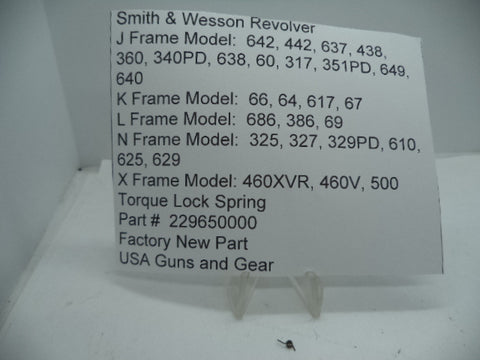 Smith & Wesson Revolver
J Frame Model: 642, 442, 637, 438,
360, 340PD, 638, 60, 317, 351PD, 649,
640
K Frame Model: 66, 64, 617, 67
L Frame Model: 686, 386, 69
N Frame Model: 325, 327, 329PD, 610,
625, 629
X Frame Model: 460XVR, 460V, 500
Torque Lock Spring
Part # 229650000
Factory New Part
USA Guns and Gear